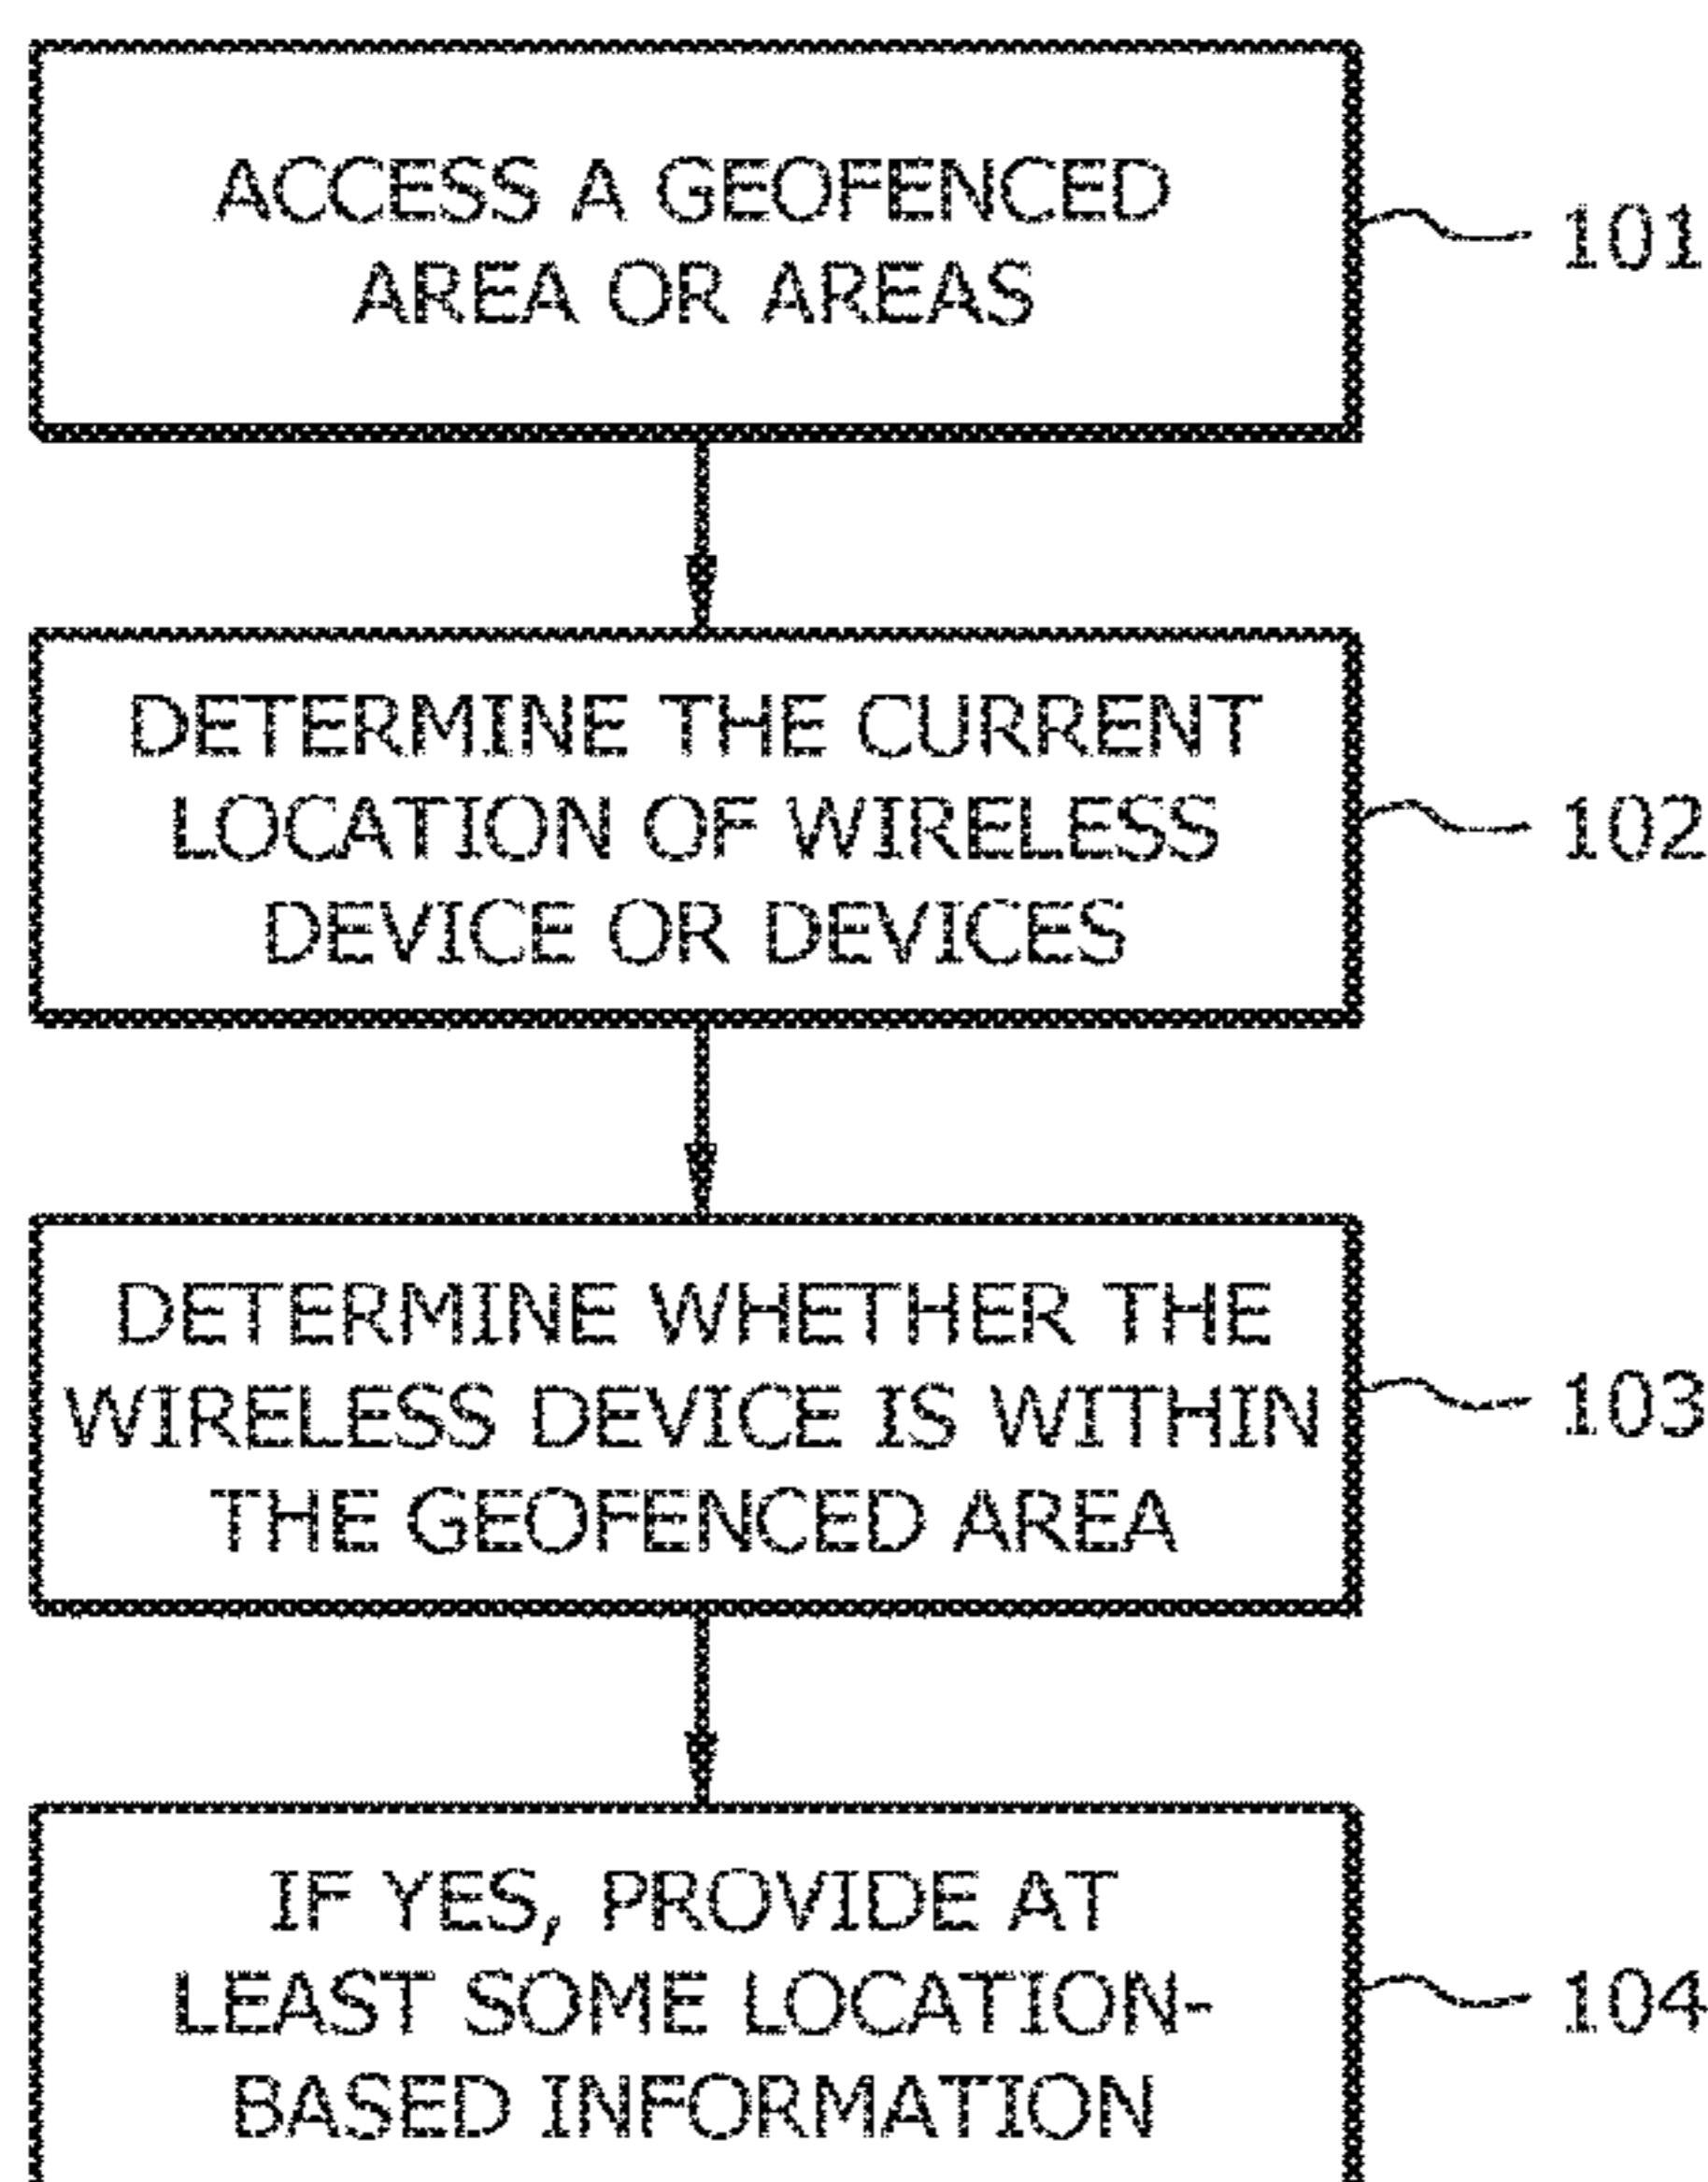 ACCESS A GEOFENCED
AREA OR AREAS
101
DETERMINE THE CURRENT
LOCATION OF WIRELESS
DEVICE OR DEVICES
102
DETERMINE WHETHER THE
WIRELESS DEVICE IS WITHIN
THE GEOFENCED AREA
103
IF YES, PROVIDE AT
LEAST SOME LOCATION-
BASED INFORMATION
104